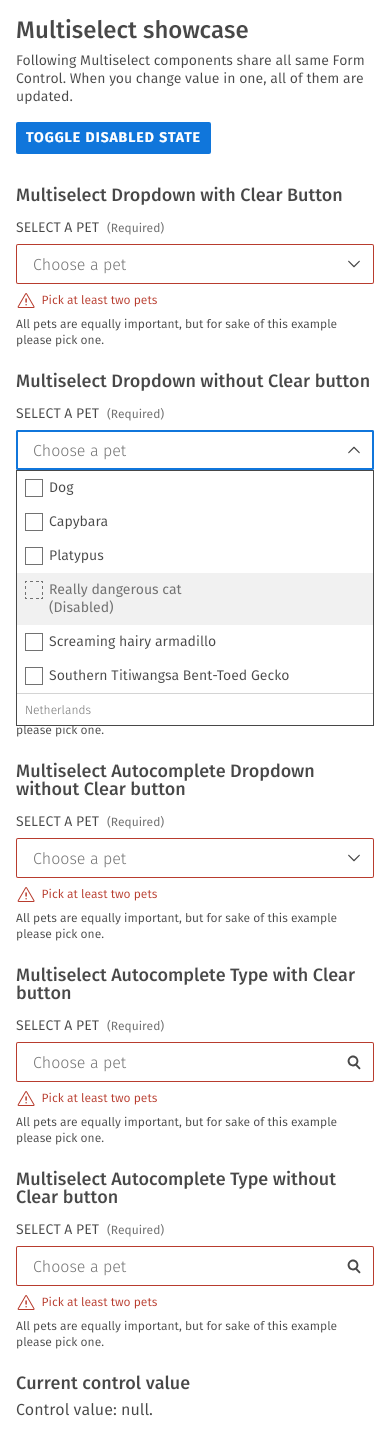 Multiselect showcase
Following Multiselect components share all same Form
Control. When you change value in one, all of them are
updated.
TOGGLE DISABLED STATE
Multiselect Dropdown with Clear Button
SELECT A PET (Required)
Choose a pet
Pick at least two pets
All pets are equally important, but for sake of this example
please pick one.
Multiselect Dropdown without Clear button
SELECT A PET (Required)
Choose a pet
Dog
Capybara
Platypus
Really dangerous cat
(Disabled)
Screaming hairy armadillo
Southern Titiwangsa Bent-Toed Gecko
Netherlands
please pick one.
Multiselect Autocomplete Dropdown
without Clear button
SELECT A PET (Required)
Choose a pet
Pick at least two pets
All pets are equally important, but for sake of this example
please pick one.
Multiselect Autocomplete Type with Clear
button
SELECT A PET (Required)
Choose a pet
Pick at least two pets
All pets are equally important, but for sake of this example
please pick one.
Multiselect Autocomplete Type without
Clear button
SELECT A PET (Required)
Choose a pet
Pick at least two pets
All pets are equally important, but for sake of this example
please pick one.
Current control value
Control value: null.